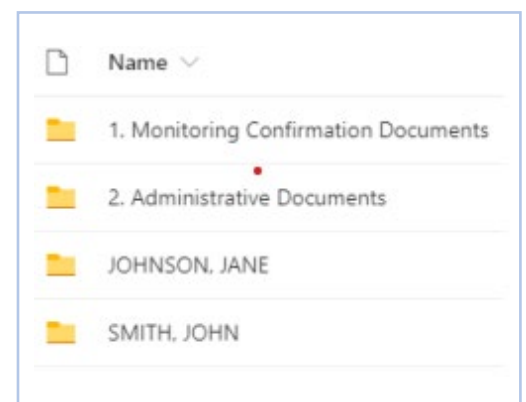 Name
1. Monitoring Confirmation Documents
2. Administrative Documents
JOHNSON, JANE
SMITH, JOHN